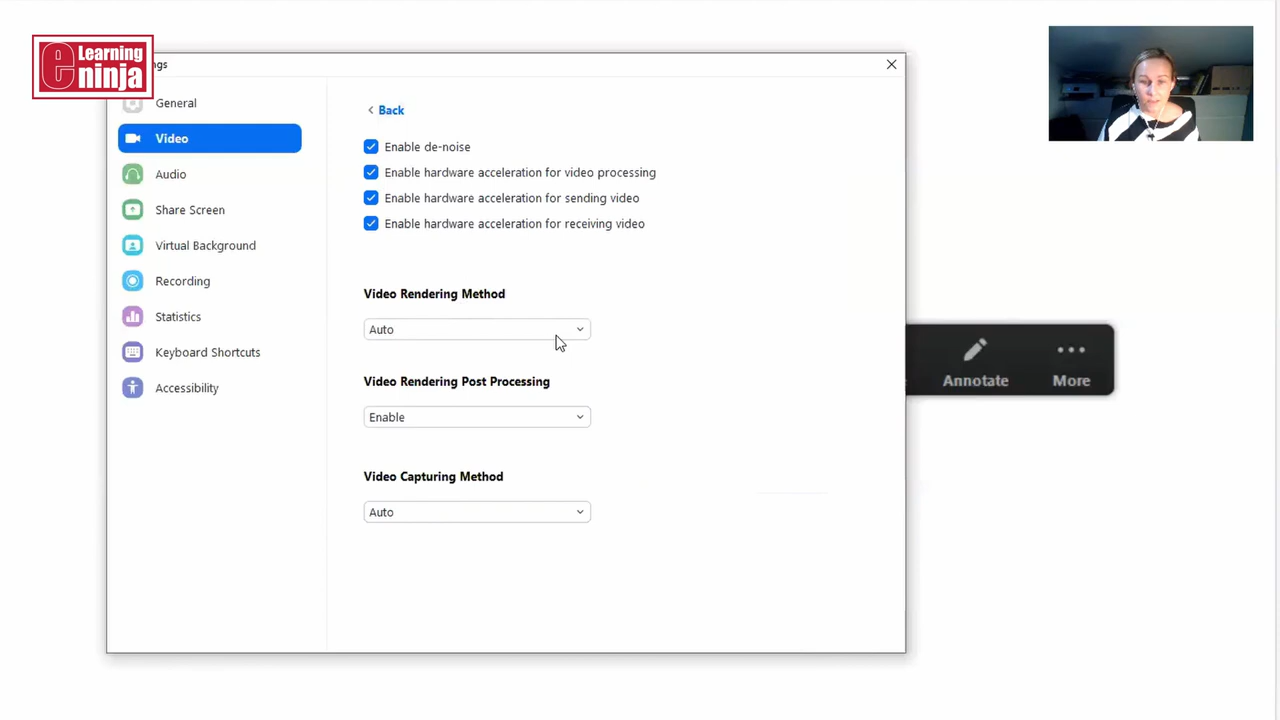 e Learning
ninja
ngs
General
Video
Audio
Share Screen
Virtual Background
Recording
Statistics
Keyboard Shortcuts
Accessibility
Back
Enable de-noise
Enable hardware acceleration for video processing
Enable hardware acceleration for sending video
Enable hardware acceleration for receiving video
Video Rendering Method
Auto
Video Rendering Post Processing
Enable
Video Capturing Method
Auto
Annotate
More